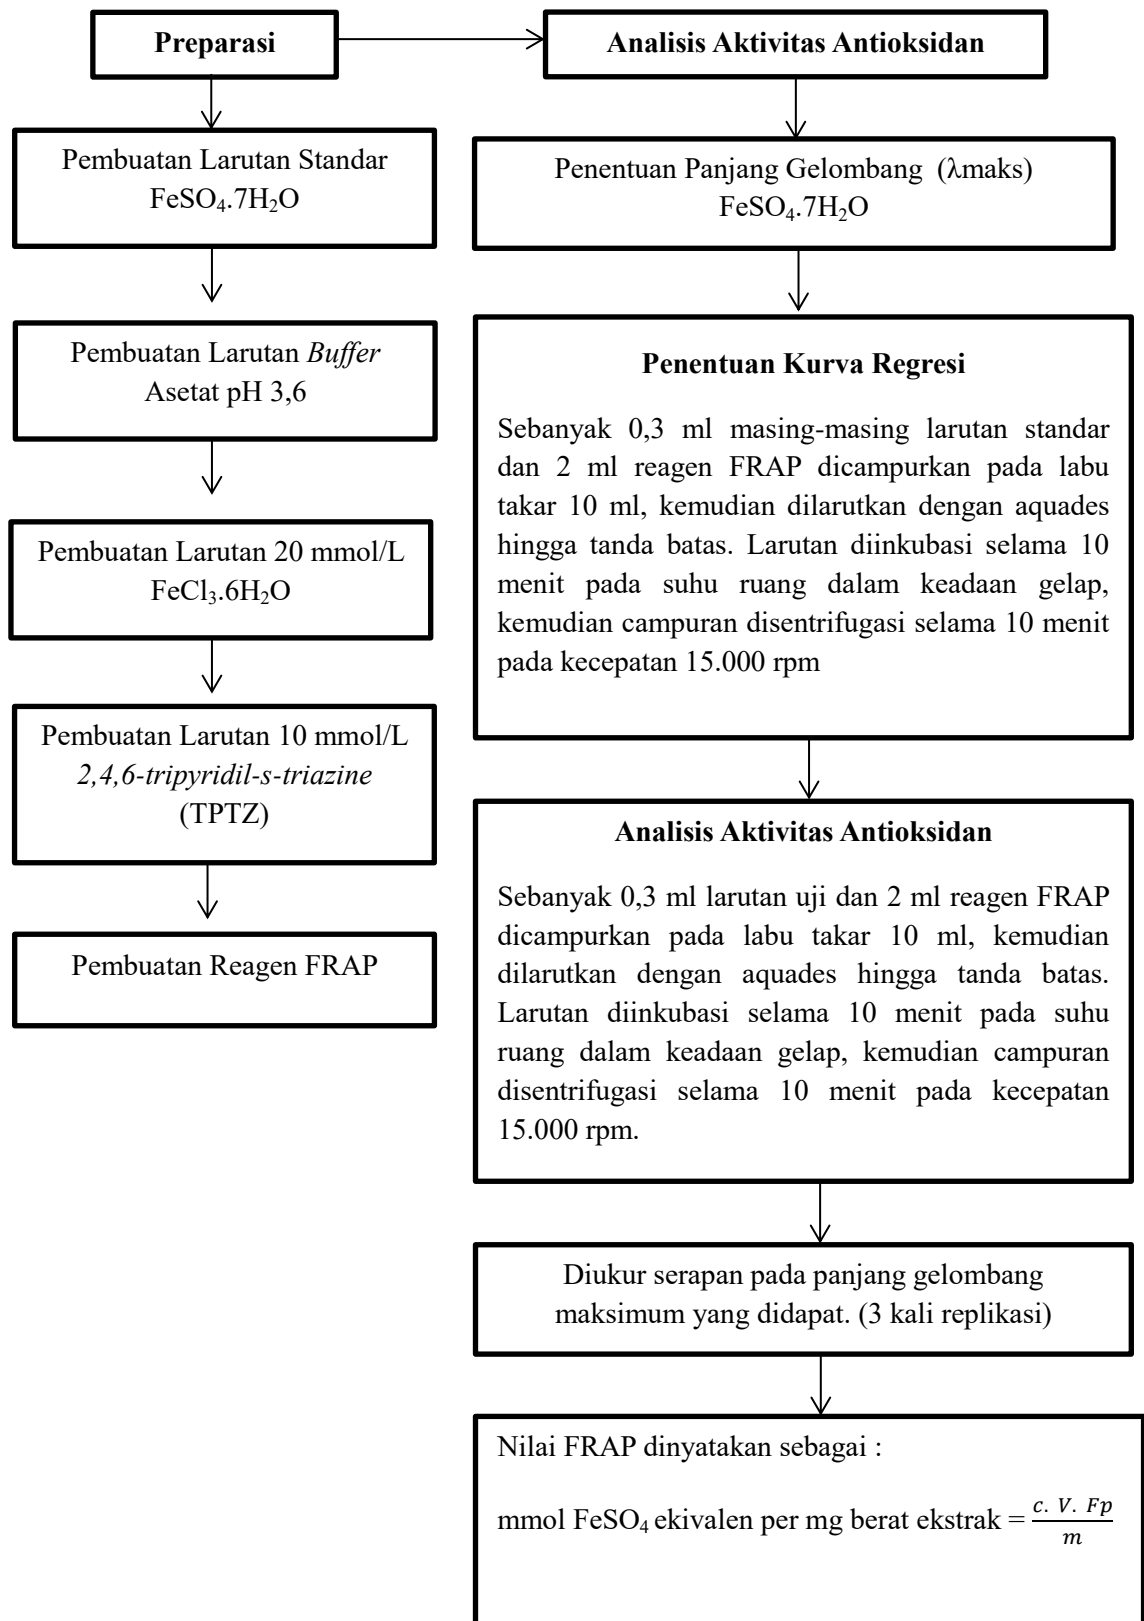 Preparasi
Pembuatan Larutan Standar
FeSO₄.7H₂O
Pembuatan Larutan Buffer
Asetat pH 3,6
Pembuatan Larutan 20 mmol/L
FeCl₃.6H₂O
Pembuatan Larutan 10 mmol/L
2,4,6-tripyridil-s-triazine
(TPTZ)
Pembuatan Reagen FRAP
Analisis Aktivitas Antioksidan
Penentuan Panjang Gelombang (λmaks)
FeSO₄.7H₂O
Penentuan Kurva Regresi
Sebanyak 0,3 ml masing-masing larutan standar
dan 2 ml reagen FRAP dicampurkan pada labu
takar 10 ml, kemudian dilarutkan dengan aquades
hingga tanda batas. Larutan diinkubasi selama 10
menit pada suhu ruang dalam keadaan gelap,
kemudian campuran disentrifugasi selama 10 menit
pada kecepatan 15.000 rpm
Analisis Aktivitas Antioksidan
Sebanyak 0,3 ml larutan uji dan 2 ml reagen FRAP
dicampurkan pada labu takar 10 ml, kemudian
dilarutkan dengan aquades hingga tanda batas.
Larutan diinkubasi selama 10 menit pada suhu
ruang dalam keadaan gelap, kemudian campuran
disentrifugasi selama 10 menit pada kecepatan
15.000 rpm.
Diukur serapan pada panjang gelombang
maksimum yang didapat. (3 kali replikasi)
Nilai FRAP dinyatakan sebagai :
mmol FeSO₄ ekivalen per mg berat ekstrak = c. V. Fp / m